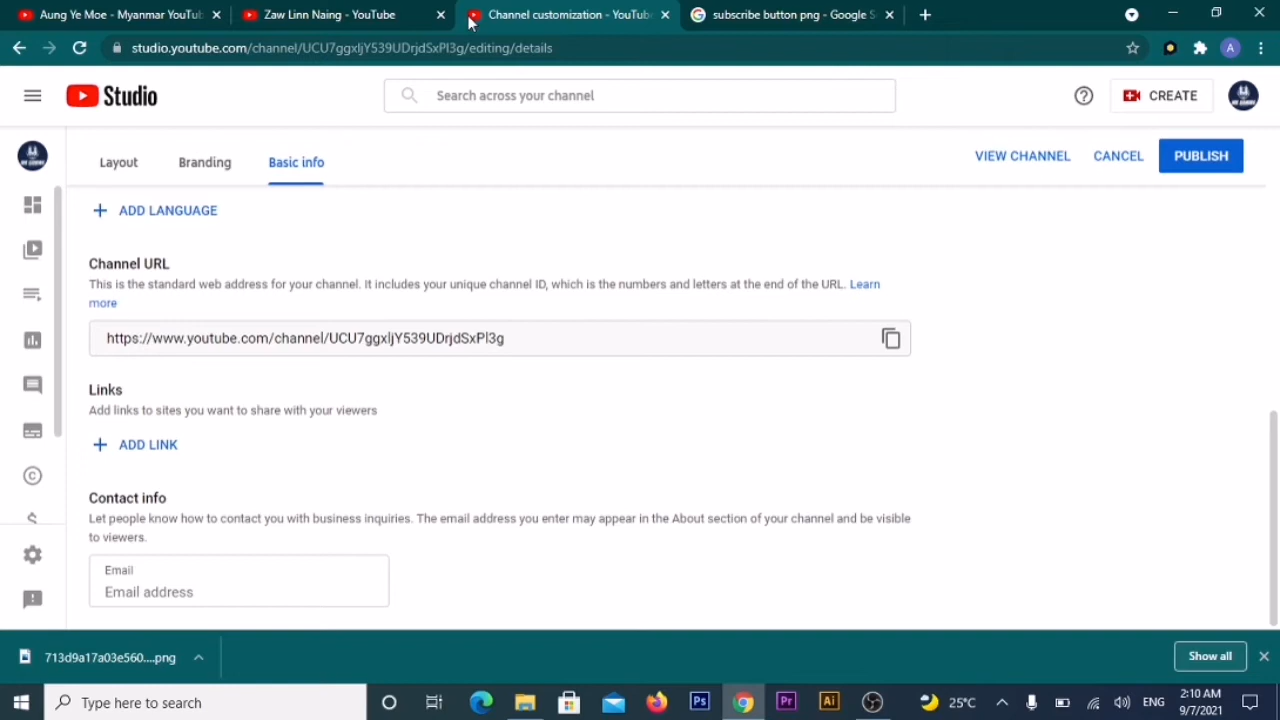 Aung Ye Moe - Myanmar YouTub
Zaw Linn Naing - YouTube
Channel customization - YouTube
subscribe button png - Google S
studio.youtube.com/channel/UCU7ggxljY539UDrjdSxPl3g/editing/details
A
Studio
Search across your channel
CREATE
Layout
Branding
Basic info
VIEW CHANNEL
CANCEL
PUBLISH
ADD LANGUAGE
Channel URL
This is the standard web address for your channel. It includes your unique channel ID, which is the numbers and letters at the end of the URL. Learn
more
https://www.youtube.com/channel/UCU7ggxljY539UDrjdSxPl3g
Links
Add links to sites you want to share with your viewers
ADD LINK
Contact info
Let people know how to contact you with business inquiries. The email address you enter may appear in the About section of your channel and be visible
to viewers.
Email
Email address
713d9a17a03e560....png
Show all
Type here to search
Ps
Pr
Ai
25°C
ENG
2:10 AM
9/7/2021